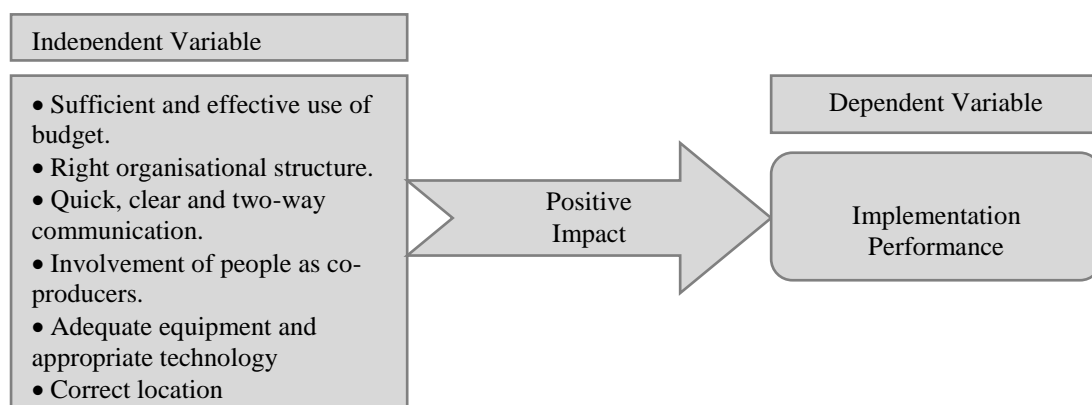 Independent Variable
• Sufficient and effective use of
budget.
• Right organisational structure.
• Quick, clear and two-way
communication.
• Involvement of people as co-
producers.
• Adequate equipment and
appropriate technology
• Correct location
Positive
Impact
Dependent Variable
Implementation
Performance